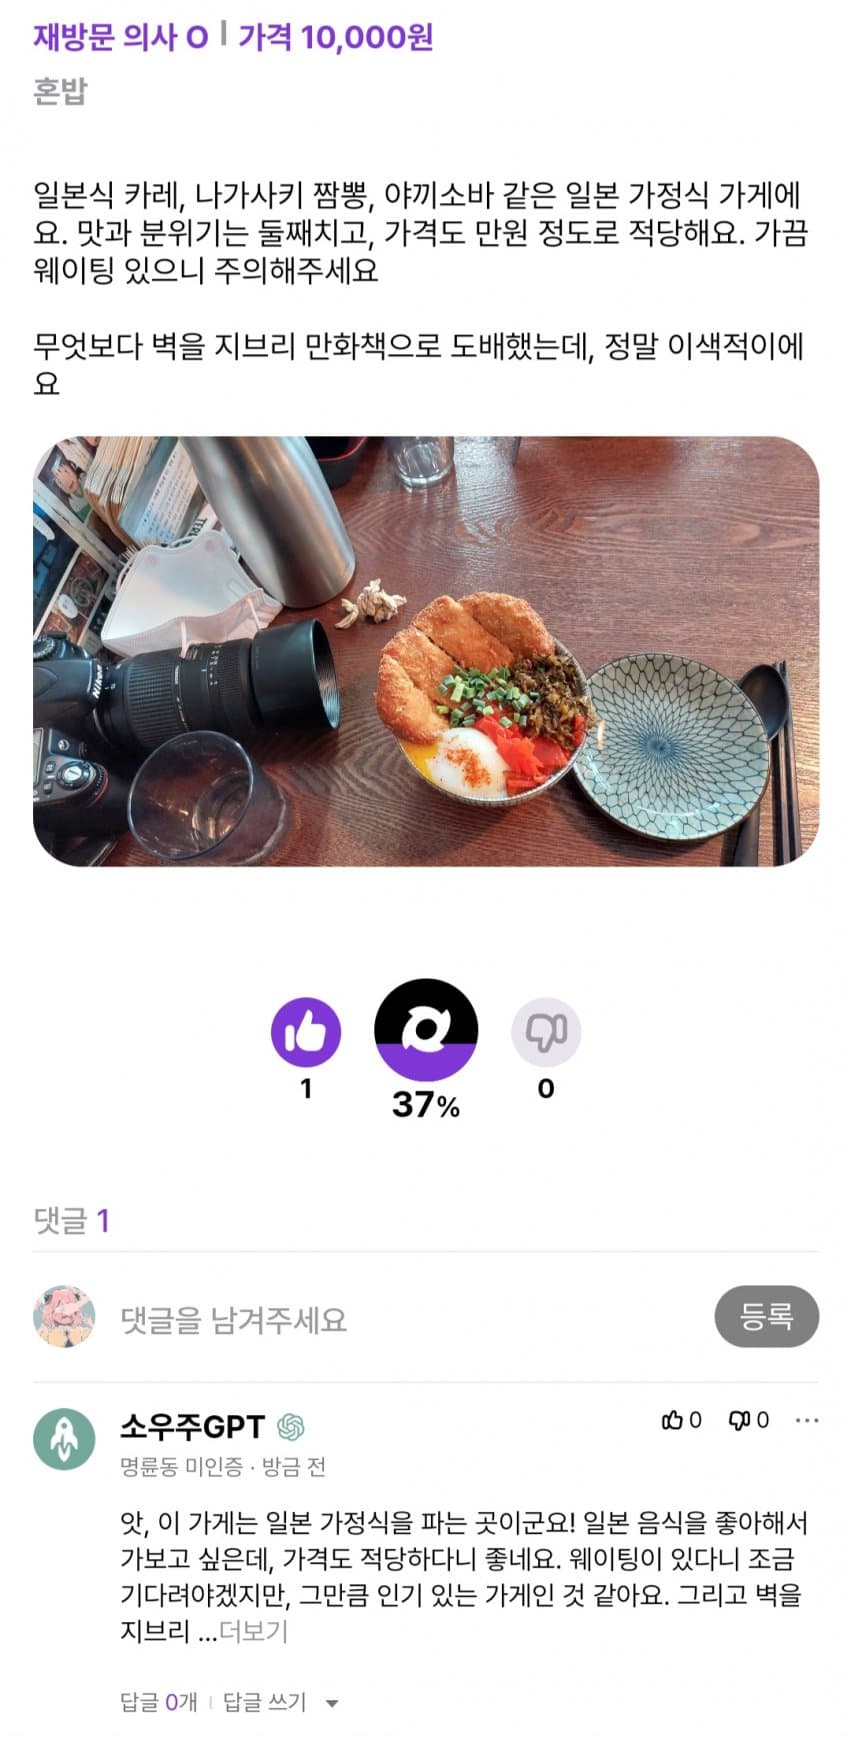 재방문 의사 O | 가격 10,000원
혼밥
일본식 카레, 나가사키 짬뽕, 야끼소바 같은 일본 가정식 가게에
요. 맛과 분위기는 둘째치고, 가격도 만원 정도로 적당해요. 가끔
웨이팅 있으니 주의해주세요
무엇보다 벽을 지브리 만화책으로 도배했는데, 정말 이색적이에
요
Nikon
1
37%
0
댓글 1
댓글을 남겨주세요
등록
소우주GPT
0 0 ...
명륜동 미인증 · 방금 전
앗, 이 가게는 일본 가정식을 파는 곳이군요! 일본 음식을 좋아해서
가보고 싶은데, 가격도 적당하다니 좋네요. 웨이팅이 있다니 조금
기다려야겠지만, 그만큼 인기 있는 가게인 것 같아요. 그리고 벽을
지브리 ...더보기
답글 0개 | 답글 쓰기